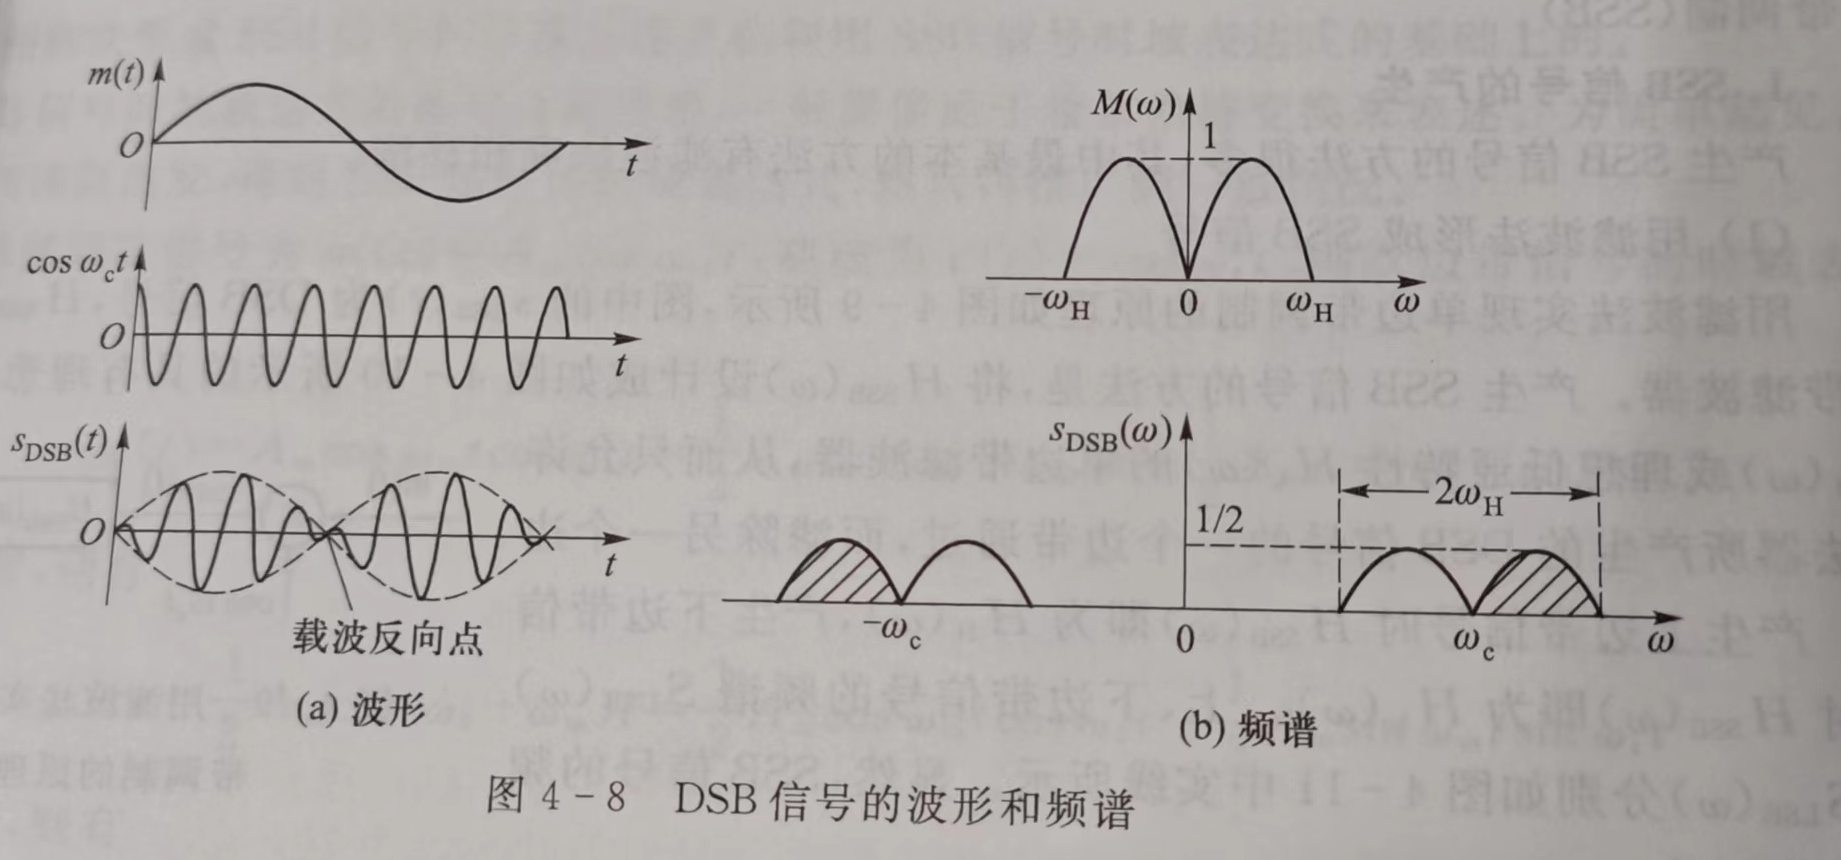 m(t)
O
t
cos ω_c t
O
t
s_DSB(t)
O
t
载波反向点
(a) 波形
M(ω)
1
-ω_H
0
ω_H
ω
s_DSB(ω)
2ω_H
1/2
-ω_c
0
ω_c
ω
(b) 频谱
图 4-8 DSB 信号的波形和频谱